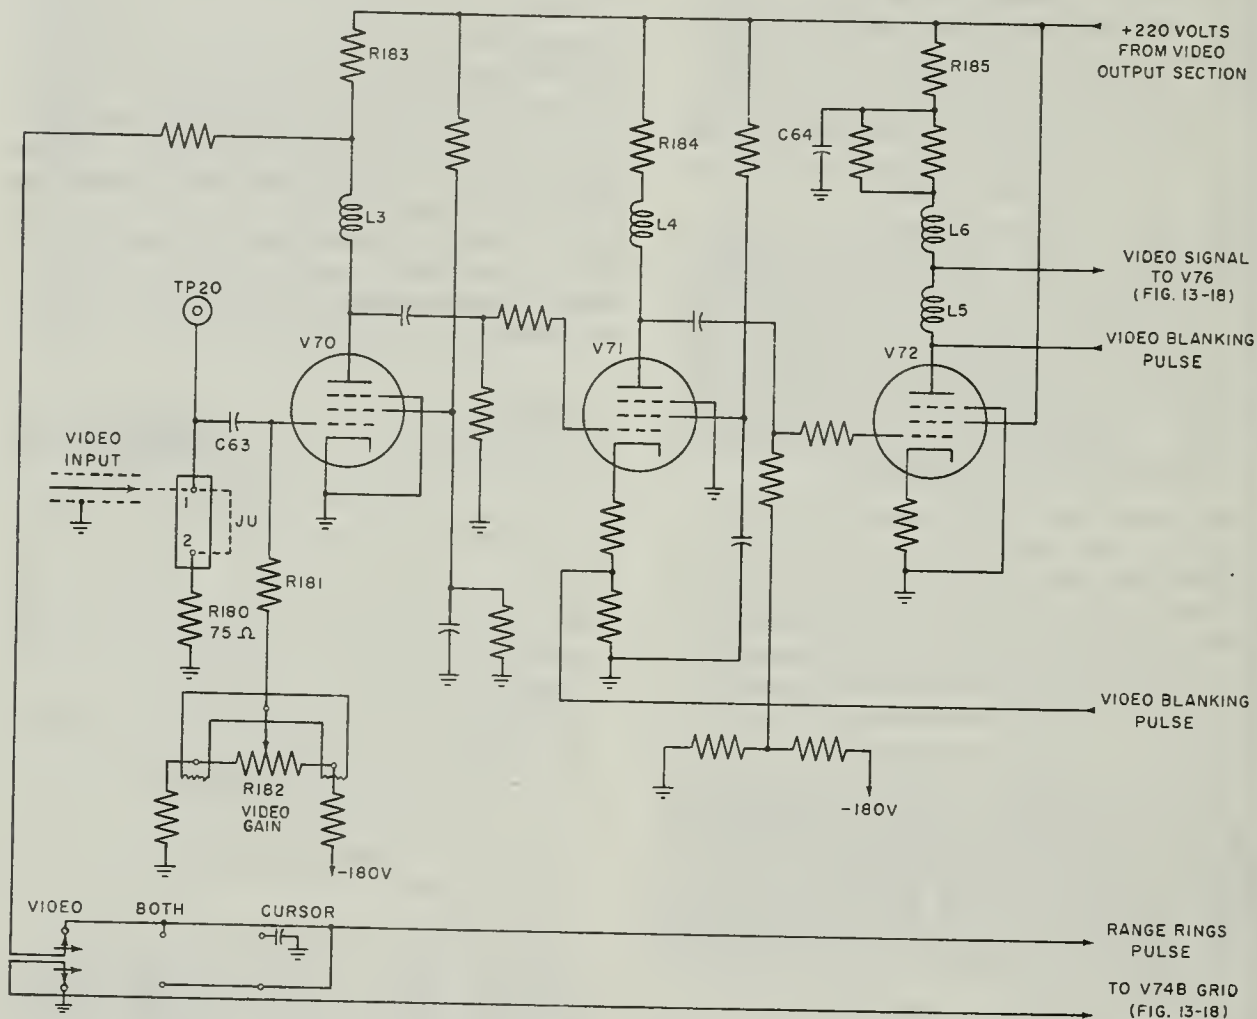 +220 VOLTS
FROM VIDEO
OUTPUT SECTION
R183
R185
R184
C64
L3
L4
L6
VIDEO SIGNAL
TO V76
(FIG. 13-18)
TP20
L5
VIDEO BLANKING
PULSE
V70
V71
V72
VIDEO
INPUT
C63
1
JU
2
R181
R180
75 Ω
VIDEO BLANKING
PULSE
R182
VIDEO
GAIN
-180V
-180V
VIDEO
BOTH
CURSOR
RANGE RINGS
PULSE
TO V74B GRID
(FIG. 13-18)